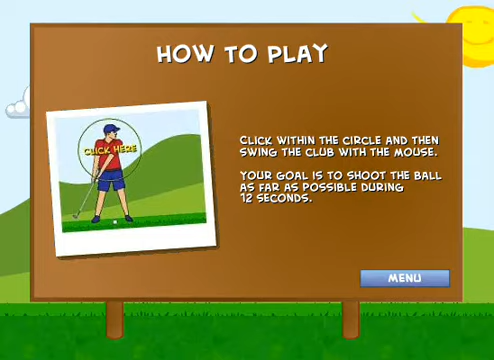 HOW TO PLAY
CLICK HERE
CLICK WITHIN THE CIRCLE AND THEN
SWING THE CLUB WITH THE MOUSE.
YOUR GOAL IS TO SHOOT THE BALL
AS FAR AS POSSIBLE DURING
12 SECONDS.
MENU